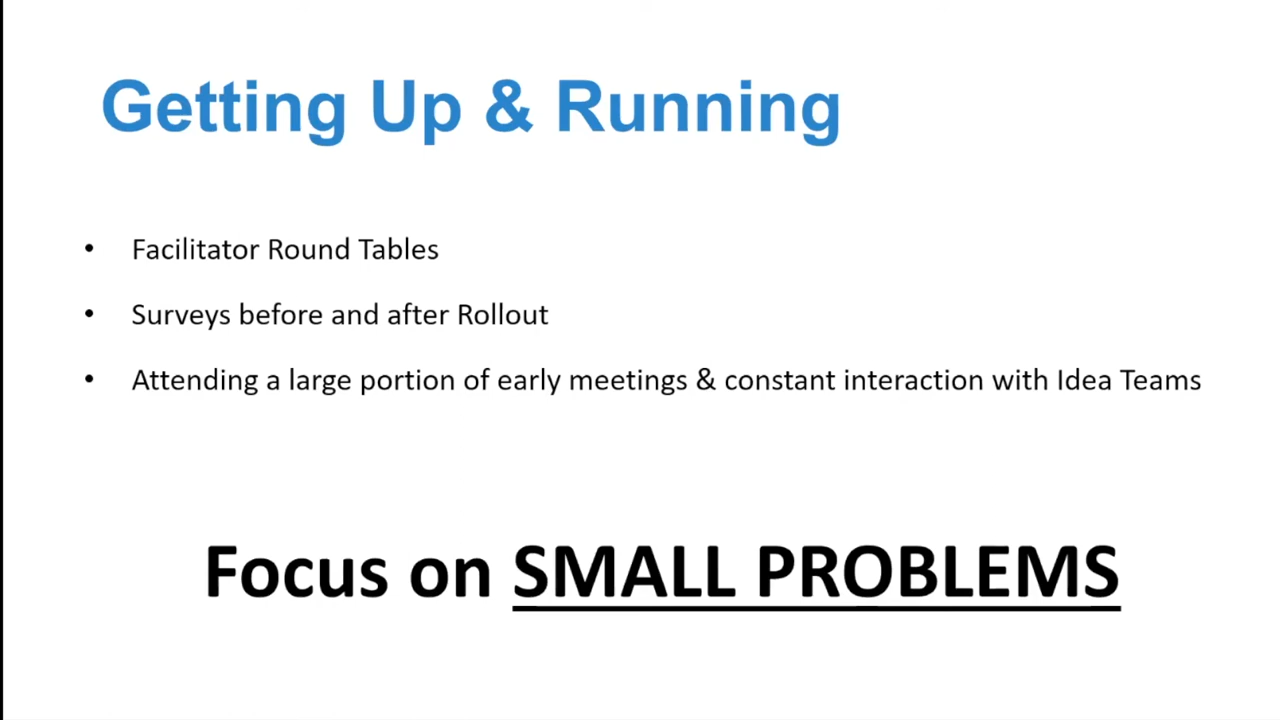 Getting Up & Running
• Facilitator Round Tables
• Surveys before and after Rollout
• Attending a large portion of early meetings & constant interaction with Idea Teams
Focus on SMALL PROBLEMS